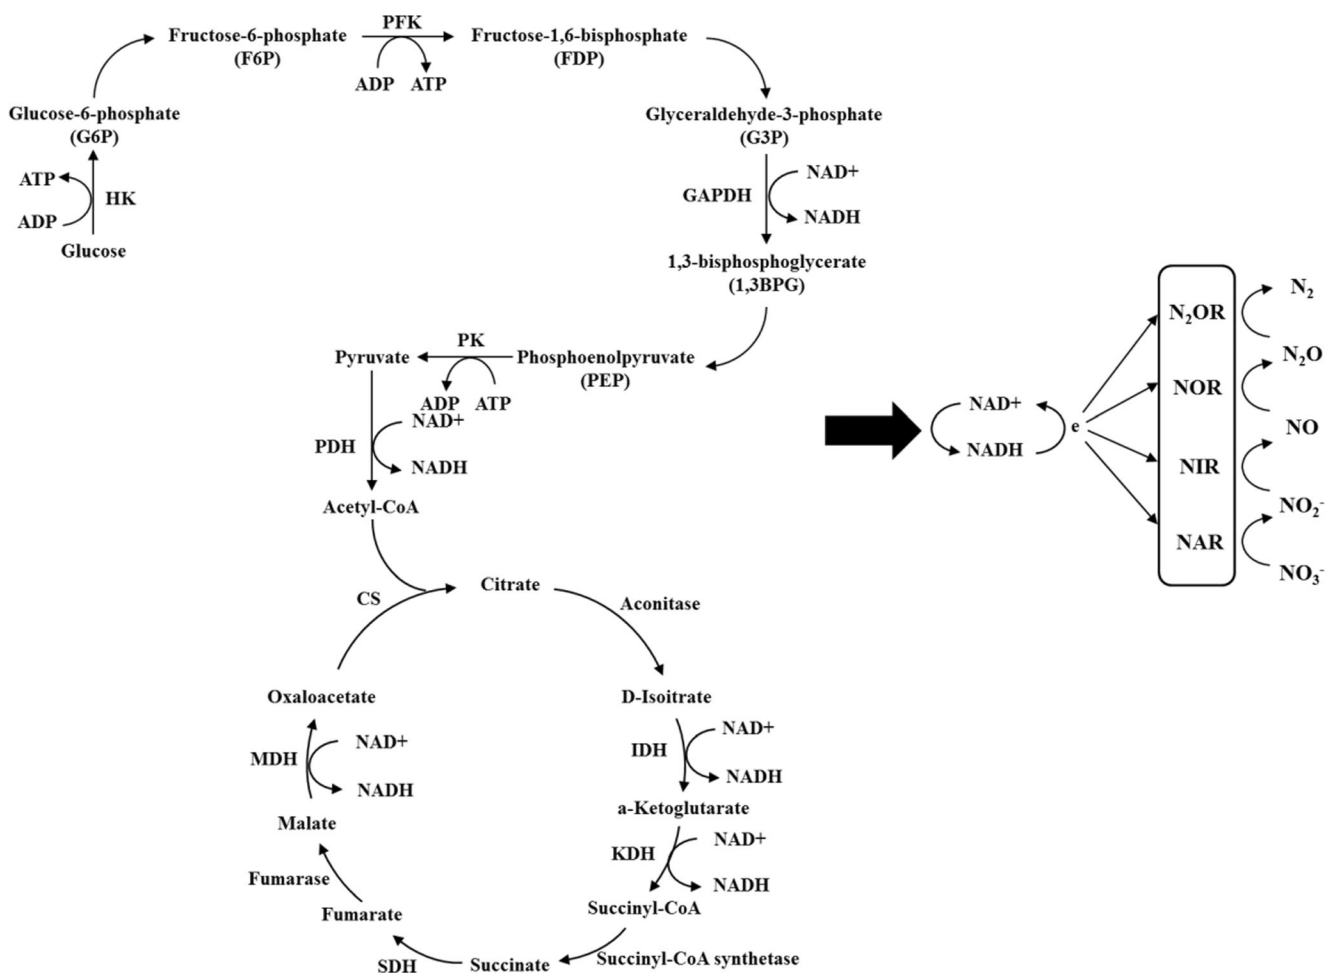 Fructose-6-phosphate
(F6P)
PFK
ADP
ATP
Fructose-1,6-bisphosphate
(FDP)
Glucose-6-phosphate
(G6P)
ATP
HK
ADP
Glucose
Glyceraldehyde-3-phosphate
(G3P)
NAD+
GAPDH
NADH
1,3-bisphosphoglycerate
(1,3BPG)
PK
Pyruvate
Phosphoenolpyruvate
(PEP)
ADP
ATP
NAD+
PDH
NADH
Acetyl-CoA
CS
Citrate
Aconitase
Oxaloacetate
D-Isoitrate
MDH
NAD+
NADH
IDH
NAD+
NADH
a-Ketoglutarate
Malate
KDH
NAD+
NADH
Fumarase
Fumarate
Succinyl-CoA
Succinyl-CoA synthetase
SDH
Succinate
NAD+
NADH
e
N₂OR
NOR
NIR
NAR
N₂
N₂O
NO
NO₂⁻
NO₃⁻